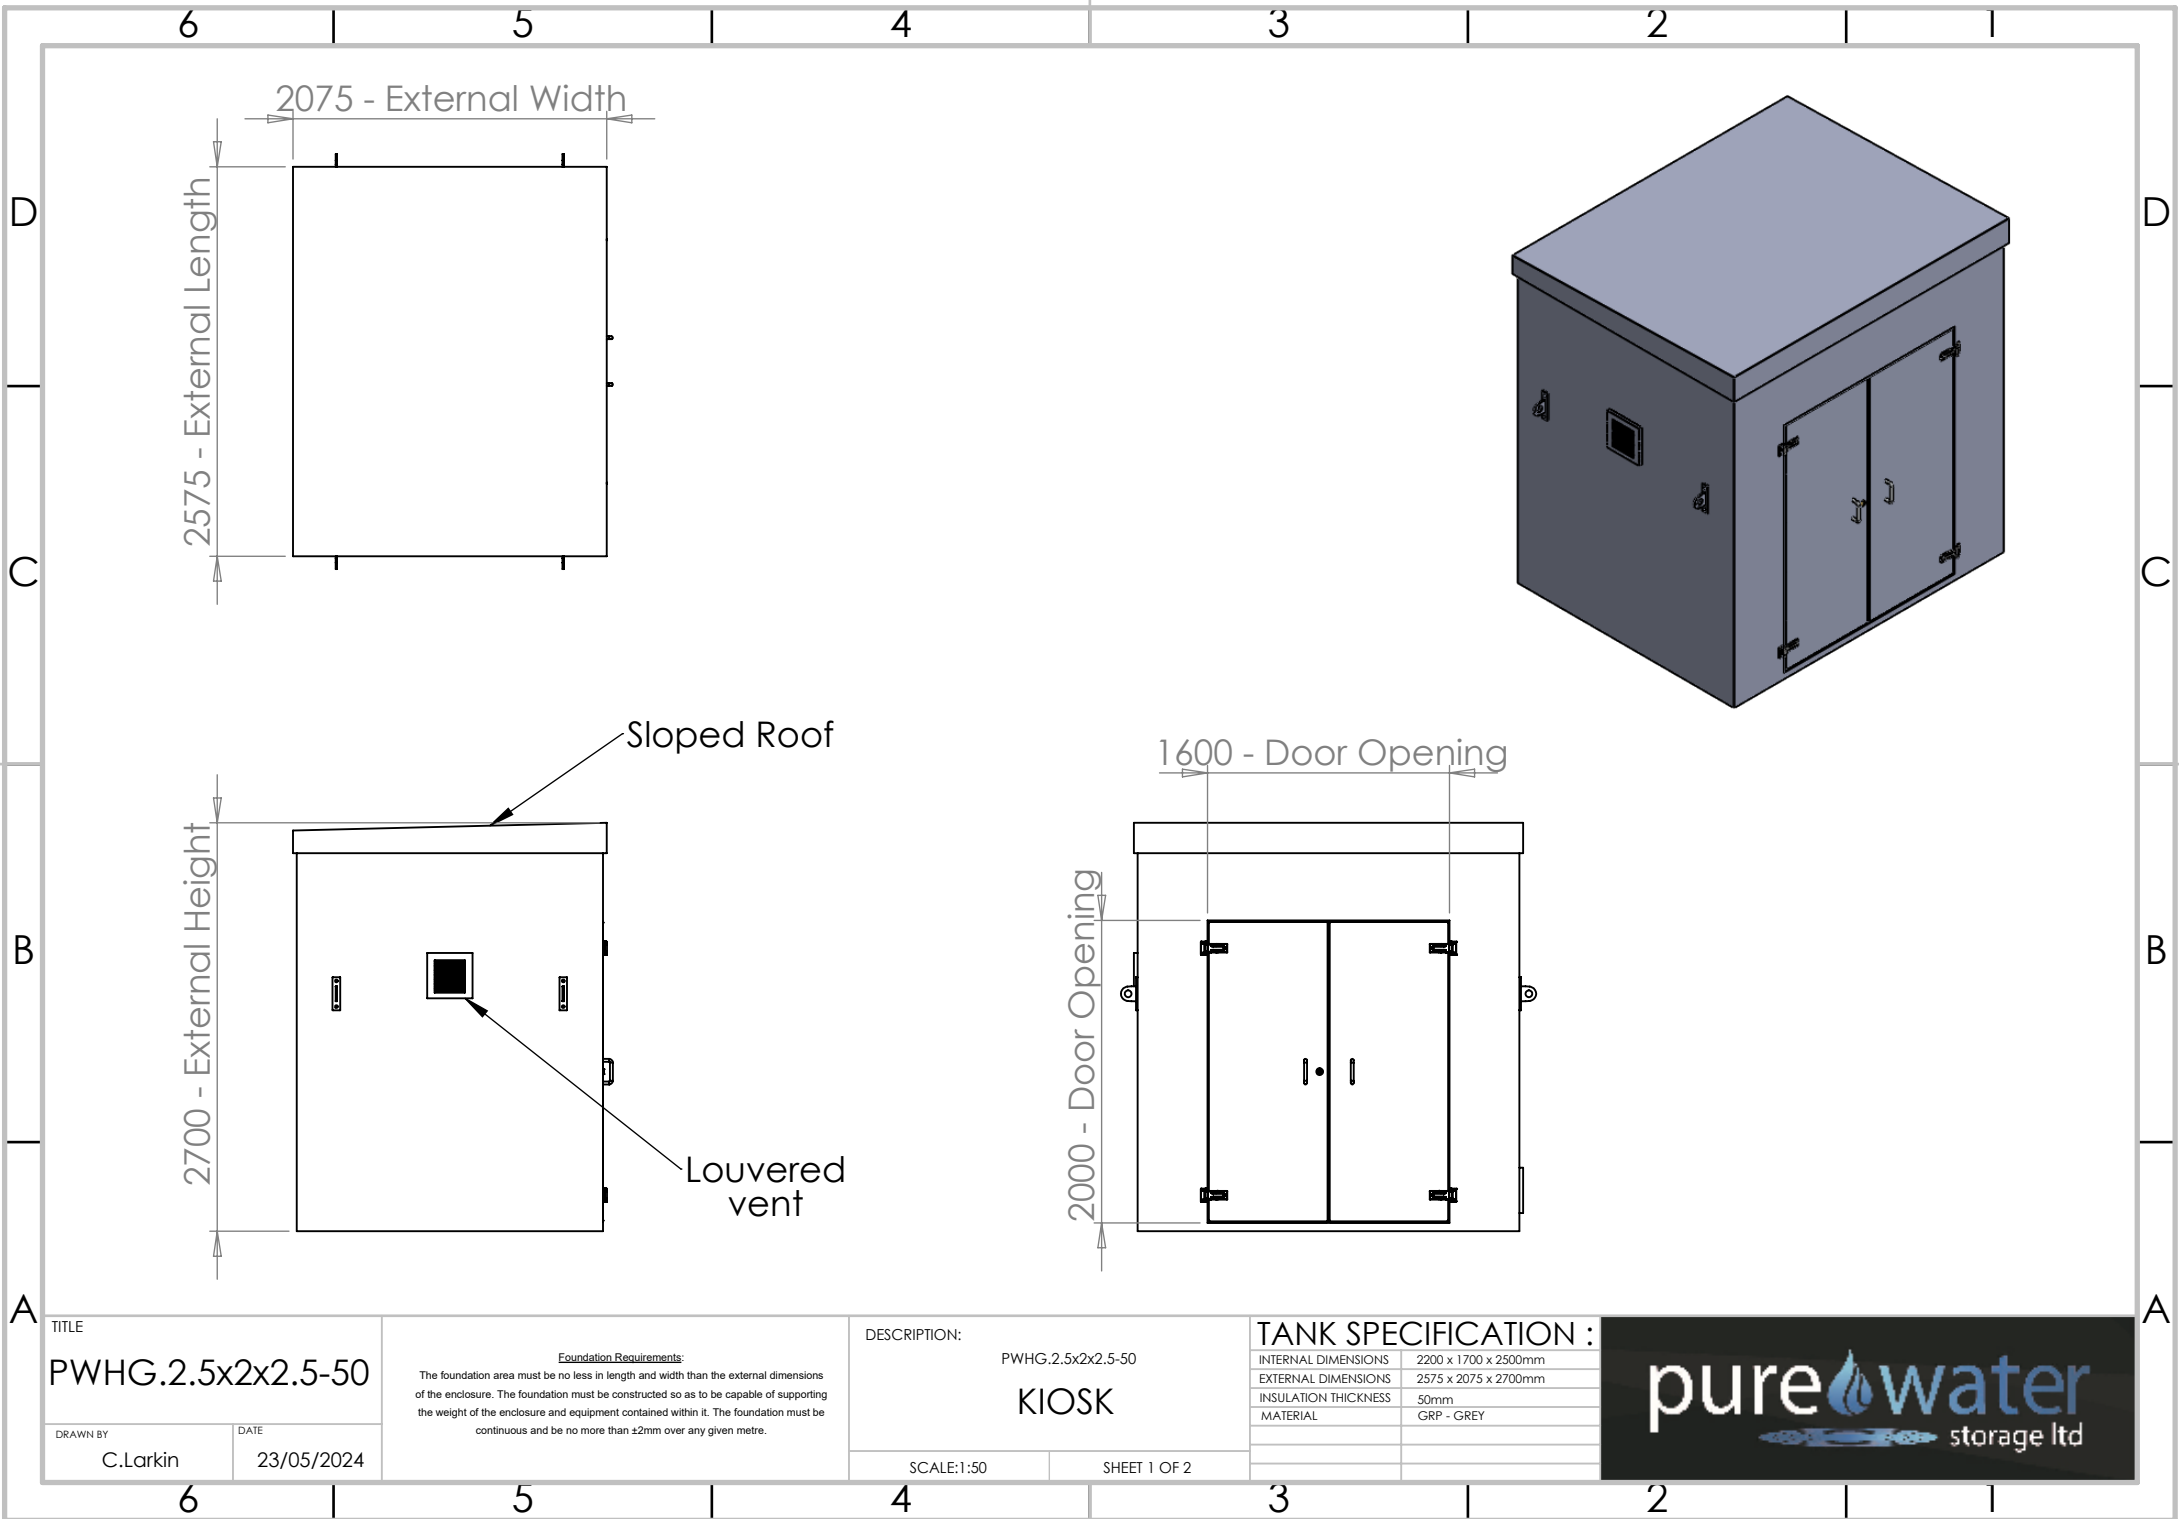 6 5 4 3 2
2075 - External Width
2575 - External Length
D
D
C
C
Sloped Roof
1600 - Door Opening
2700 - External Height
2000 - Door Opening
B
B
Louvered
vent
A
A
TITLE
PWHG.2.5x2x2.5-50
DRAWN BY
C.Larkin
DATE
23/05/2024
Foundation Requirements:
The foundation area must be no less in length and width than the external dimensions
of the enclosure. The foundation must be constructed so as to be capable of supporting
the weight of the enclosure and equipment contained within it. The foundation must be
continuous and be no more than ±2mm over any given metre.
DESCRIPTION:
PWHG.2.5x2x2.5-50
KIOSK
SCALE:1:50
SHEET 1 OF 2
TANK SPECIFICATION :
INTERNAL DIMENSIONS 2200 x 1700 x 2500mm
EXTERNAL DIMENSIONS 2575 x 2075 x 2700mm
INSULATION THICKNESS 50mm
MATERIAL GRP - GREY
pure water
storage ltd
6 5 4 3 2